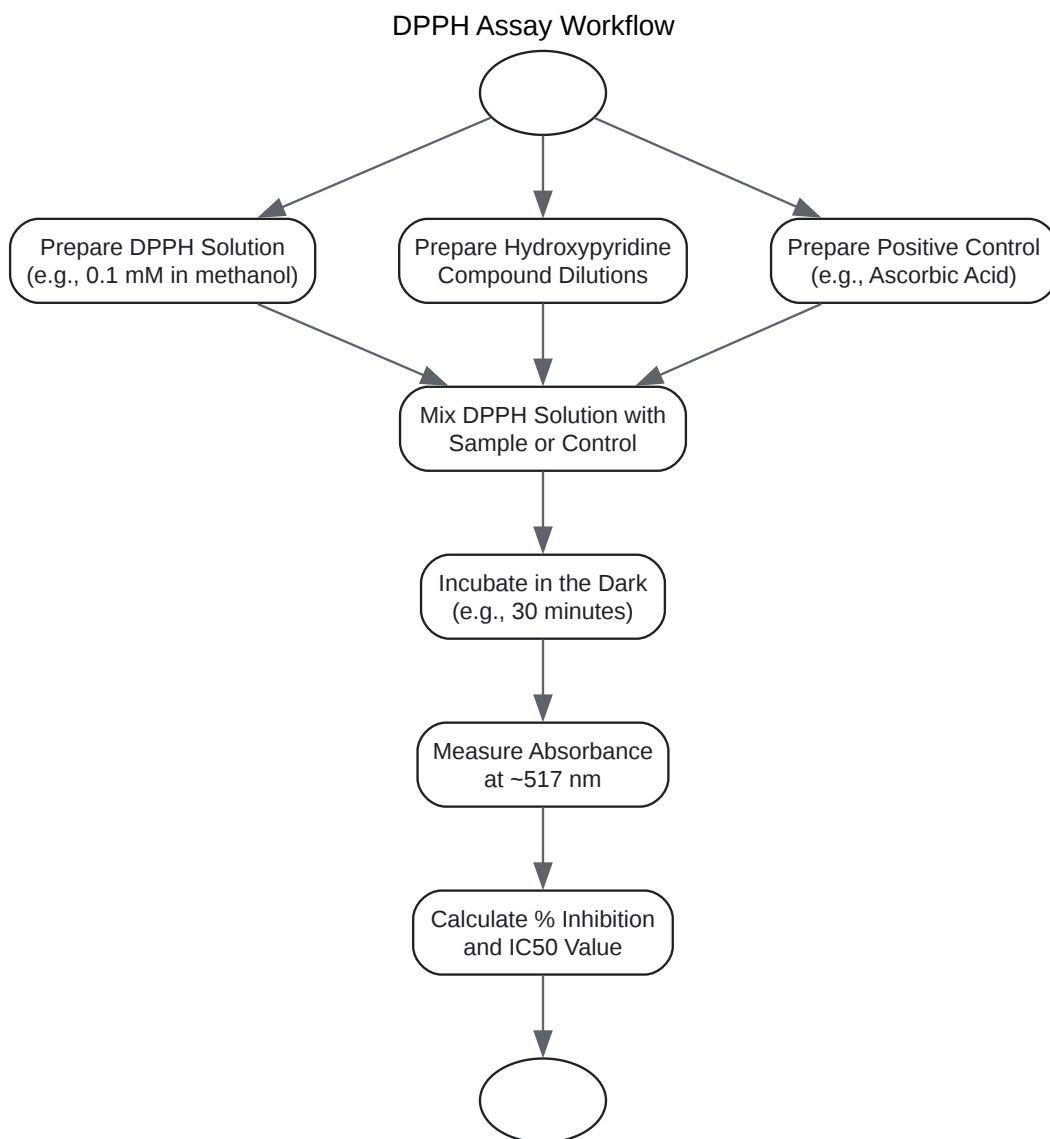 DPPH Assay Workflow
Prepare DPPH Solution
(e.g., 0.1 mM in methanol)
Prepare Hydroxypyridine
Compound Dilutions
Prepare Positive Control
(e.g., Ascorbic Acid)
Mix DPPH Solution with
Sample or Control
Incubate in the Dark
(e.g., 30 minutes)
Measure Absorbance
at ~517 nm
Calculate % Inhibition
and IC50 Value